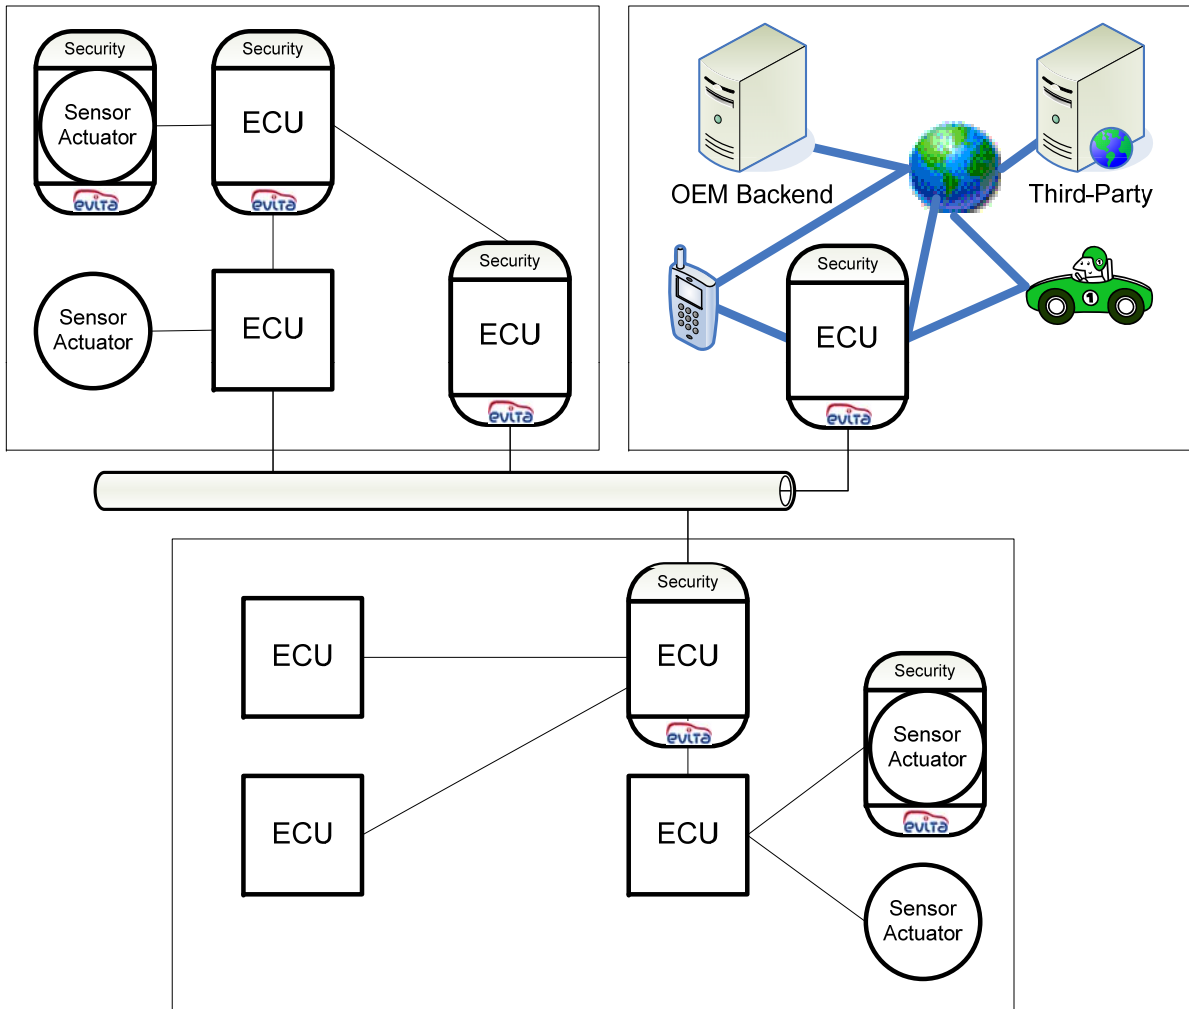 Security
Sensor
Actuator
evita
Security
ECU
evita
Sensor
Actuator
ECU
Security
ECU
evita
OEM Backend
Third-Party
Security
ECU
evita
1
ECU
ECU
Security
ECU
evita
ECU
Security
Sensor
Actuator
evita
Sensor
Actuator